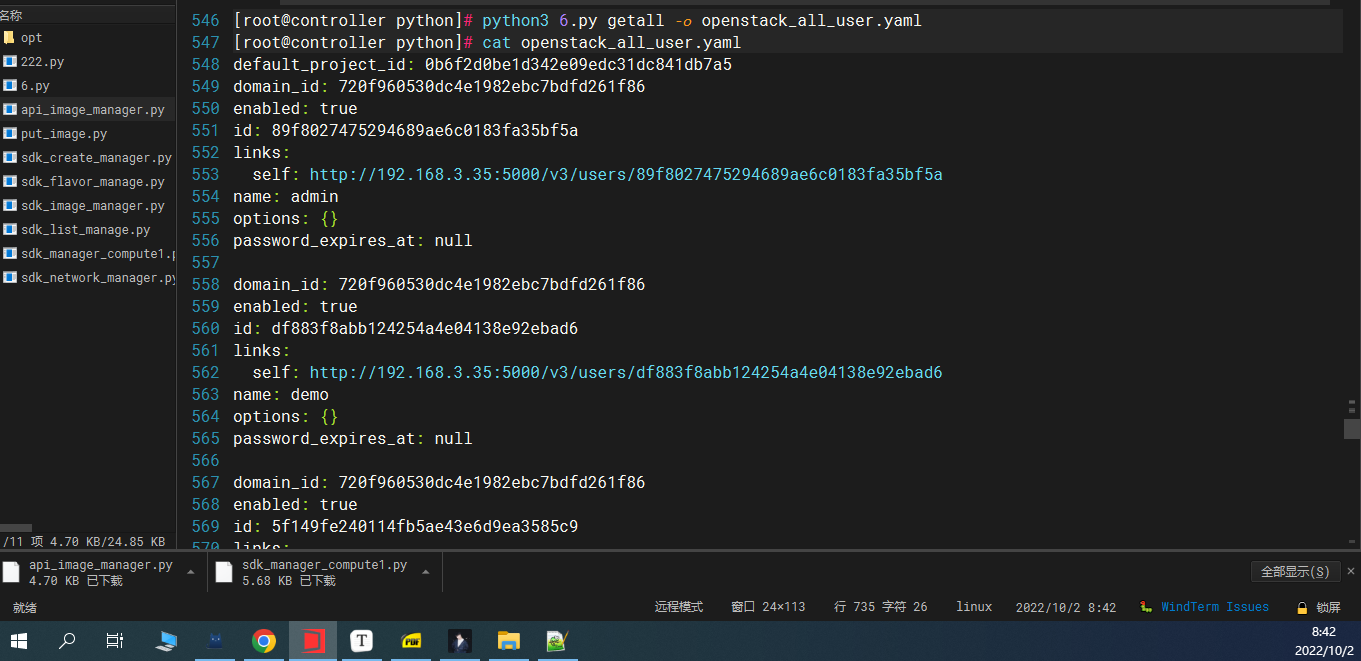 名称
opt
222.py
6.py
api_image_manager.py
put_image.py
sdk_create_manager.py
sdk_flavor_manage.py
sdk_image_manager.py
sdk_list_manage.py
sdk_manager_compute1.p
sdk_network_manager.py
/11 项 4.70 KB/24.85 KB
546 [root@controller python]# python3 6.py getall -o openstack_all_user.yaml
547 [root@controller python]# cat openstack_all_user.yaml
548 default_project_id: 0b6f2d0be1d342e09edc31dc841db7a5
549 domain_id: 720f960530dc4e1982ebc7bdfd261f86
550 enabled: true
551 id: 89f8027475294689ae6c0183fa35bf5a
552 links:
553 self: http://192.168.3.35:5000/v3/users/89f8027475294689ae6c0183fa35bf5a
554 name: admin
555 options: {}
556 password_expires_at: null
557
558 domain_id: 720f960530dc4e1982ebc7bdfd261f86
559 enabled: true
560 id: df883f8abb124254a4e04138e92ebad6
561 links:
562 self: http://192.168.3.35:5000/v3/users/df883f8abb124254a4e04138e92ebad6
563 name: demo
564 options: {}
565 password_expires_at: null
566
567 domain_id: 720f960530dc4e1982ebc7bdfd261f86
568 enabled: true
569 id: 5f149fe240114fb5ae43e6d9ea3585c9
570 links:
api_image_manager.py
4.70 KB 已下载
sdk_manager_compute1.py
5.68 KB 已下载
全部显示(S)
就绪
远程模式
窗口 24×113
行 735 字符 26
linux
2022/10/2 8:42
WindTerm Issues
锁屏
T
PDF
8:42
2022/10/2